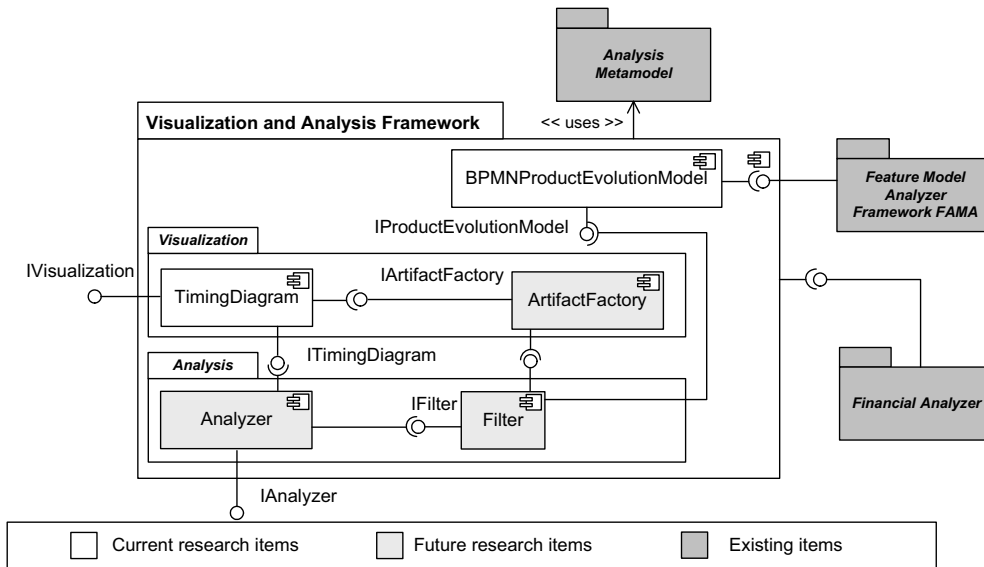 Analysis
Metamodel
Visualization and Analysis Framework
<< uses >>
BPMNProductEvolutionModel
Feature Model
Analyzer
Framework FAMA
IProductEvolutionModel
Visualization
IVisualization
IArtifactFactory
TimingDiagram
ArtifactFactory
ITimingDiagram
Analysis
IFilter
Analyzer
Filter
Financial Analyzer
IAnalyzer
Current research items
Future research items
Existing items